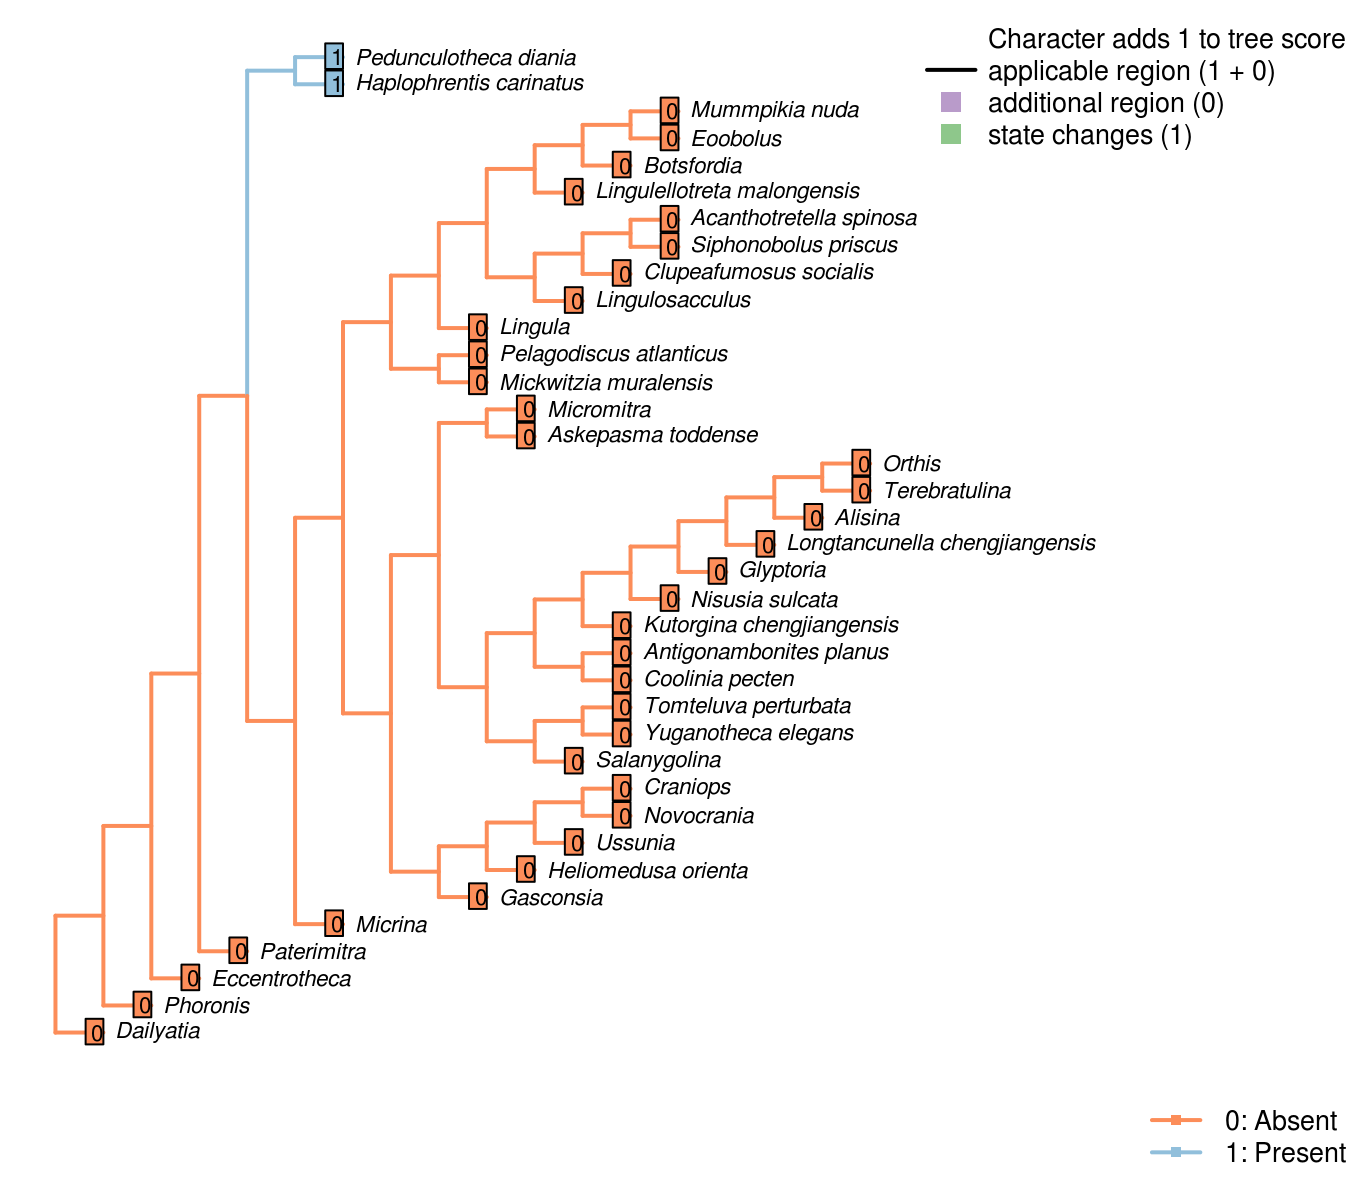 Character adds 1 to tree score
applicable region (1 + 0)
additional region (0)
state changes (1)
1 Pedunculotheca diania
1 Haplophrentis carinatus
0 Mummpikia nuda
0 Eoobolus
0 Botsfordia
0 Lingulellotreta malongensis
0 Acanthotretella spinosa
0 Siphonobolus priscus
0 Clupeafumosus socialis
0 Lingulosacculus
0 Lingula
0 Pelagodiscus atlanticus
0 Mickwitzia muralensis
0 Micromitra
0 Askepasma toddense
0 Orthis
0 Terebratulina
0 Alisina
0 Longtancunella chengjiangensis
0 Glyptoria
0 Nisusia sulcata
0 Kutorgina chengjiangensis
0 Antigonambonites planus
0 Coolinia pecten
0 Tomteluva perturbata
0 Yuganotheca elegans
0 Salanygolina
0 Craniops
0 Novocrania
0 Ussunia
0 Heliomedusa orienta
0 Gasconsia
0 Micrina
0 Paterimitra
0 Eccentrotheca
0 Phoronis
0 Dailyatia
0: Absent
1: Present